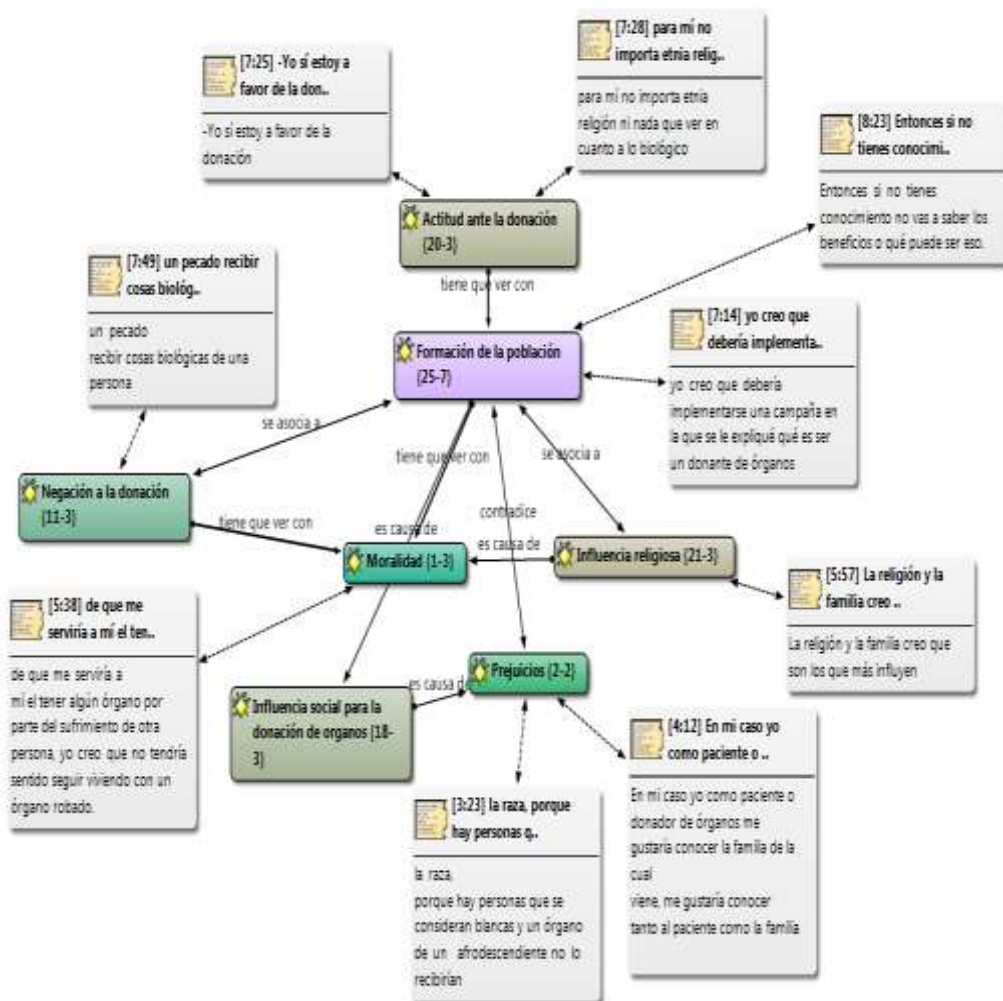 [7:25] -Yo sí estoy a
favor de la don..
-Yo sí estoy a favor de la
donación
[7:28] para mí no
importa etnia relig..
para mí no importa etnia
religión ni nada que ver en
cuanto a lo biológico
[8:23] Entonces si no
tienes conocimi..
Entonces si no tienes
conocimiento no vas a saber los
beneficios o qué puede ser eso.
Actitud ante la donación
{20-3}
tiene que ver con
[7:49] un pecado recibir
cosas biológ..
un pecado
recibir cosas biológicas de una
persona
Formación de la población
{25-7}
[7:14] yo creo que
debería implementa..
yo creo que debería
implementarse una campaña en
la que se le expliqué qué es ser
un donante de órganos
se asocia a
tiene que ver con
se asocia a
Negación a la donación
{11-3}
tiene que ver con
es causa de
contradice
es causa de
Moralidad {1-3}
Influencia religiosa {21-3}
[5:38] de que me
serviría a mí el ten..
de que me serviría a
mí el tener algún órgano por
parte del sufrimiento de otra
persona, yo creo que no tendría
sentido seguir viviendo con un
órgano robado.
[5:57] La religión y la
familia creo ..
La religión y la familia creo que
son los que más influyen
Influencia social para la
donación de organos {18-
3}
es causa de
Prejuicios {2-2}
[4:12] En mi caso yo
como paciente o ..
En mi caso yo como paciente o
donador de órganos me
gustaría conocer la familia de la
cual
viene, me gustaría conocer
tanto al paciente como la familia
[3:23] la raza, porque
hay personas q..
la raza,
porque hay personas que se
consideran blancas y un órgano
de un afrodescendiente no lo
recibirían